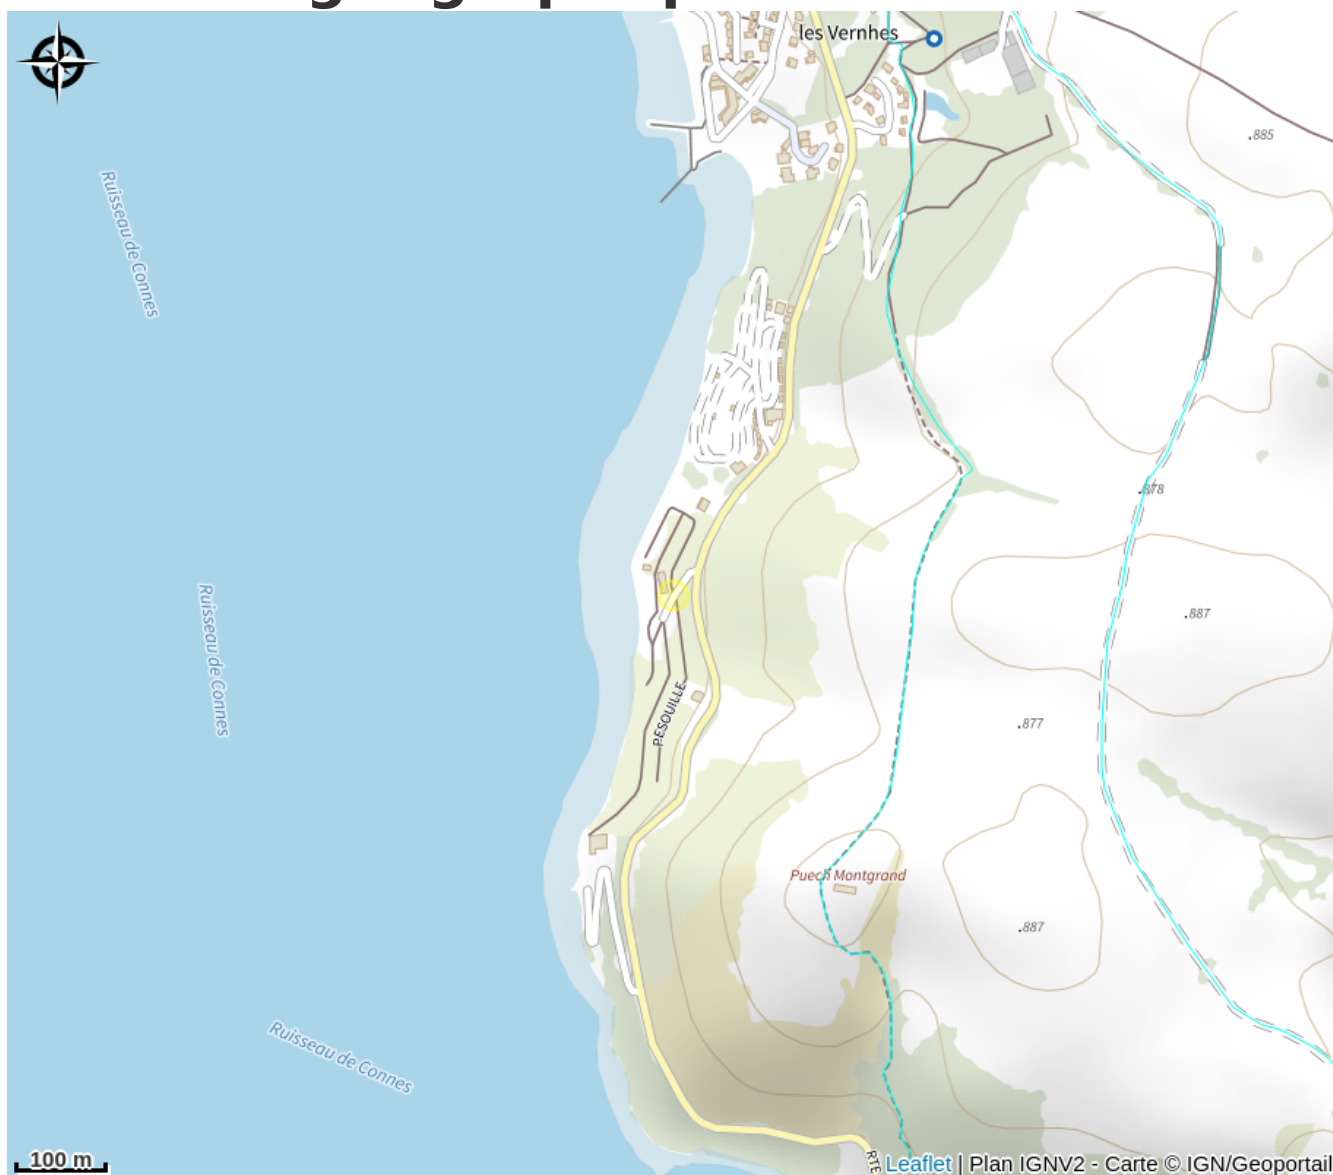 les Vernhes
.885
Ruisseau de Connes
.878
Ruisseau de Connes
.887
PESOUILLE
.877
Puech Montgrand
.887
Ruisseau de Connes
100 m
RTE
Leaflet | Plan IGNV2 - Carte © IGN/Geoportail